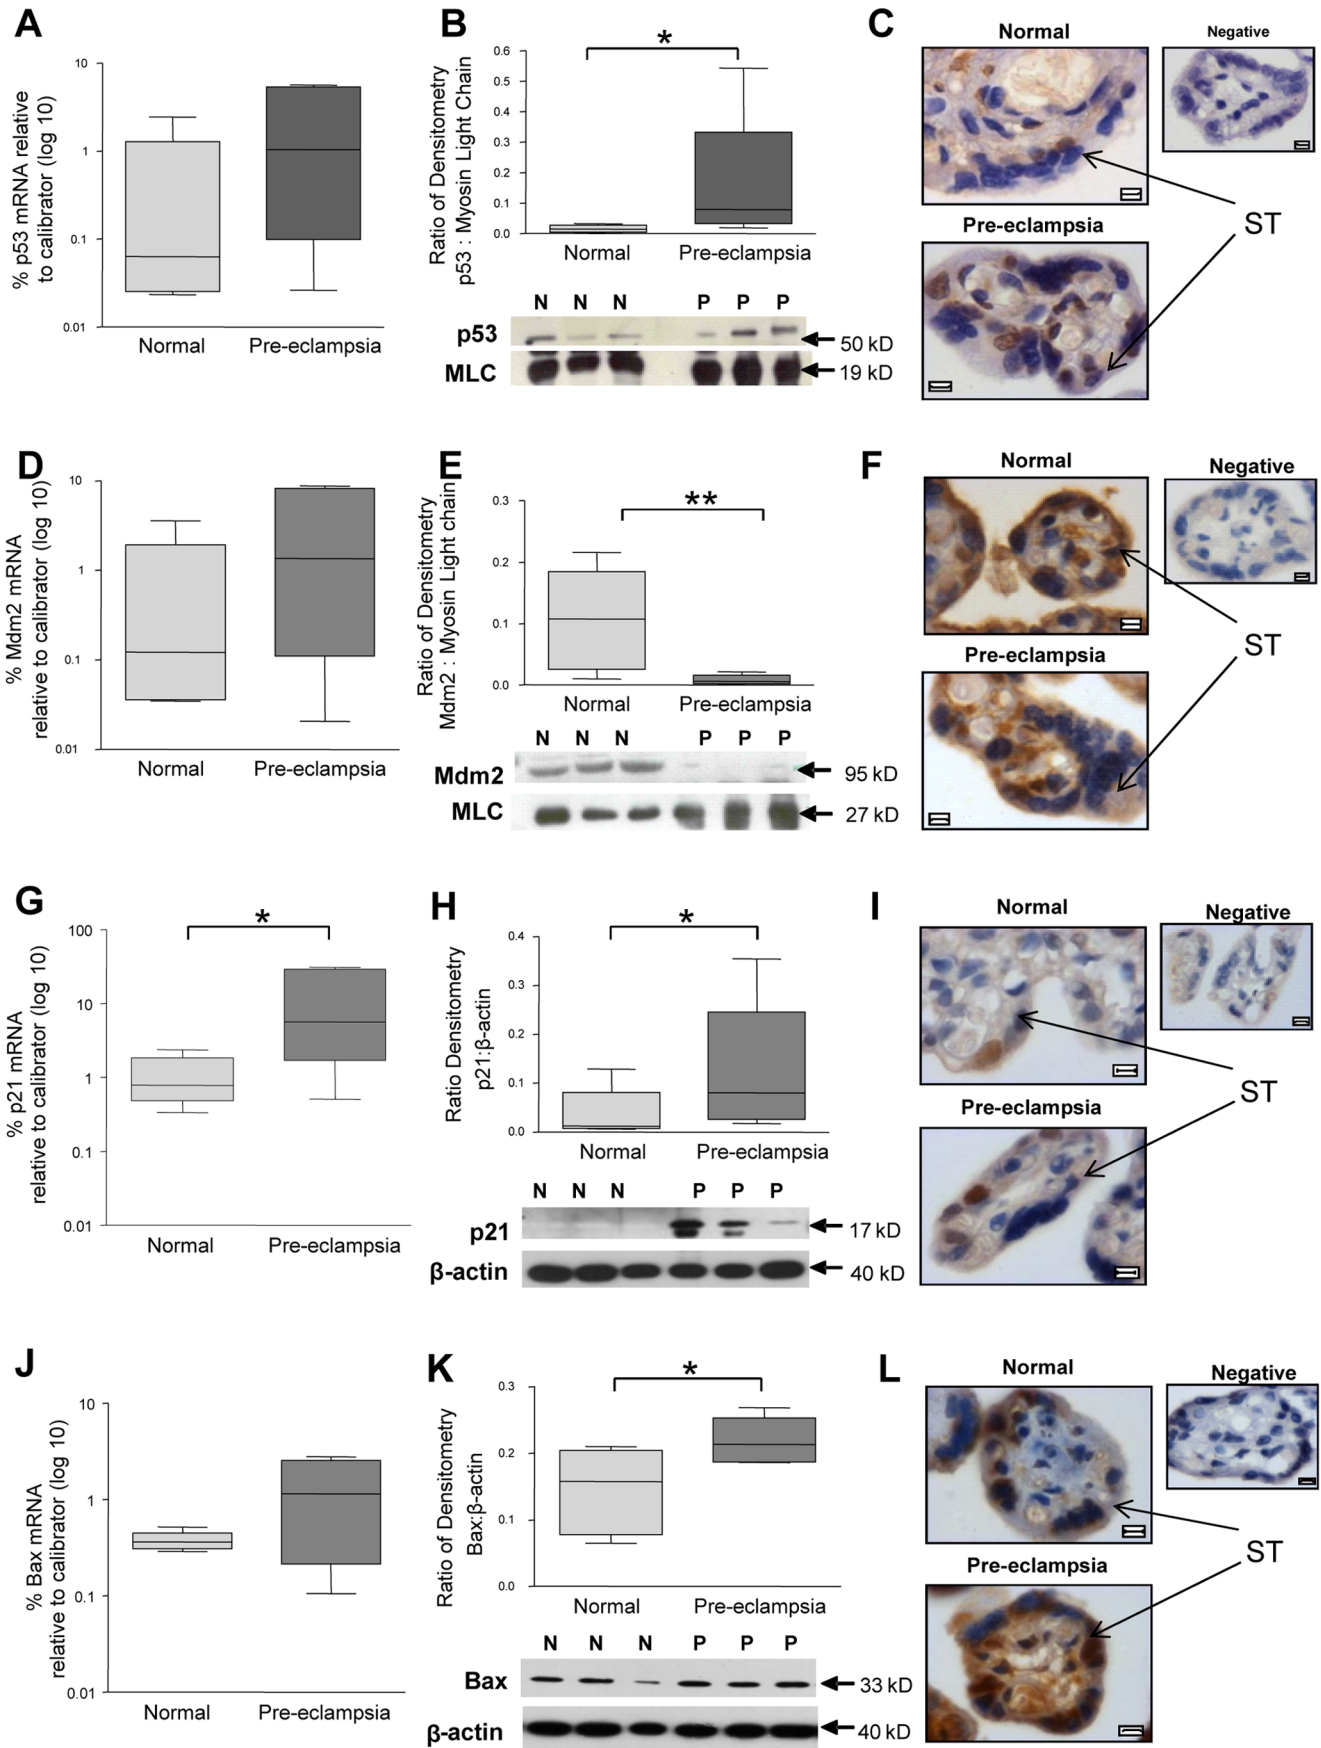 A
% p53 mRNA relative
to calibrator (log 10)
10
1
0.1
0.01
Normal
Pre-eclampsia
B
Ratio of Densitometry
p53 : Myosin Light Chain
0.6
0.5
0.4
0.3
0.2
0.1
0.0
*
Normal
Pre-eclampsia
N N N P P P
p53
50 kD
MLC
19 kD
C
Normal
Negative
ST
Pre-eclampsia
D
% Mdm2 mRNA
relative to calibrator (log 10)
10
1
0.1
0.01
Normal
Pre-eclampsia
E
Ratio of Densitometry
Mdm2 : Myosin Light chain
0.3
0.2
0.1
0.0
**
Normal
Pre-eclampsia
N N N P P P
Mdm2
95 kD
MLC
27 kD
F
Normal
Negative
ST
Pre-eclampsia
G
% p21 mRNA
relative to calibrator (log 10)
100
10
1
0.1
0.01
*
Normal
Pre-eclampsia
H
Ratio Densitometry
p21:β-actin
0.4
0.3
0.2
0.1
0.0
*
Normal
Pre-eclampsia
N N N P P P
p21
17 kD
β-actin
40 kD
I
Normal
Negative
ST
Pre-eclampsia
J
% Bax mRNA
relative to calibrator (log 10)
10
1
0.1
0.01
Normal
Pre-eclampsia
K
Ratio of Densitometry
Bax:β-actin
0.3
0.2
0.1
0.0
*
Normal
Pre-eclampsia
N N N P P P
Bax
33 kD
β-actin
40 kD
L
Normal
Negative
ST
Pre-eclampsia